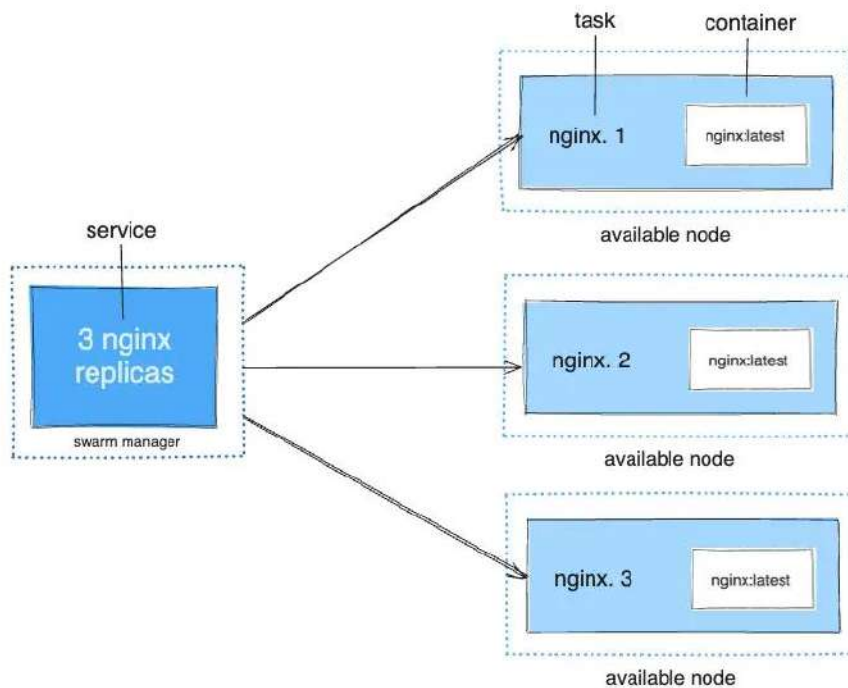 task
container
nginx. 1
nginx:latest
available node
service
3 nginx
replicas
swarm manager
nginx. 2
nginx:latest
available node
nginx. 3
nginx:latest
available node